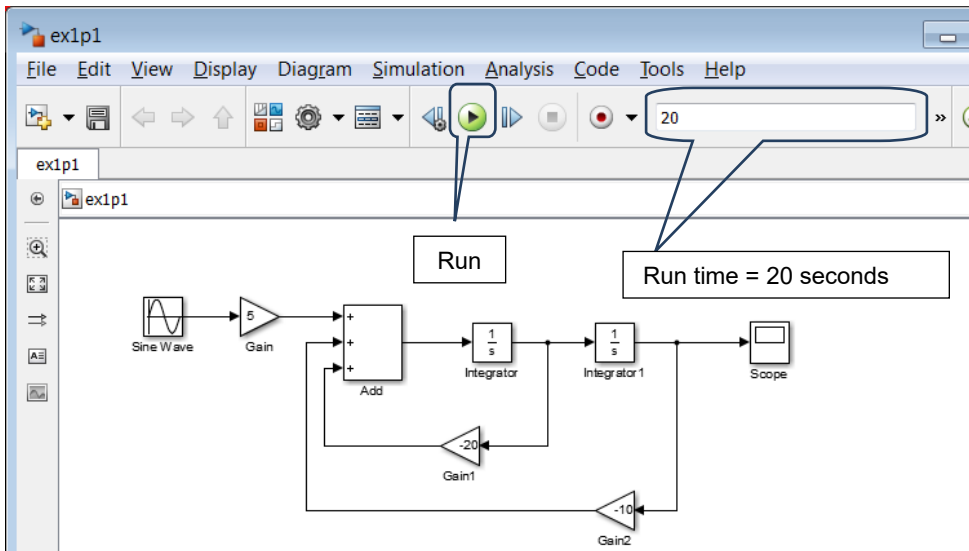 ex1p1
File Edit View Display Diagram Simulation Analysis Code Tools Help
20
»
ex1p1
ex1p1
Run
Run time = 20 seconds
Sine Wave
5
Gain
+
+
+
Add
1
s
Integrator
1
s
Integrator1
Scope
-20
Gain1
-10
Gain2